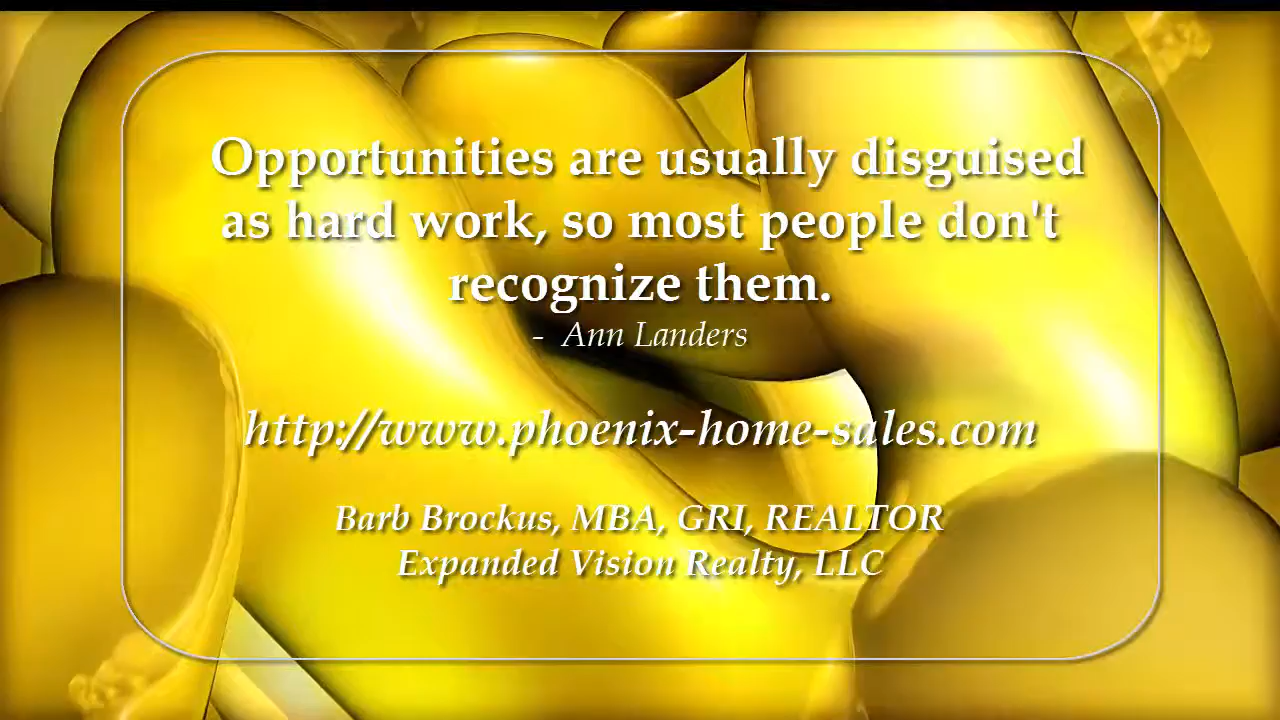 Opportunities are usually disguised
as hard work, so most people don't
recognize them.
- Ann Landers
http://www.phoenix-home-sales.com
Barb Brockus, MBA, GRI, REALTOR
Expanded Vision Realty, LLC